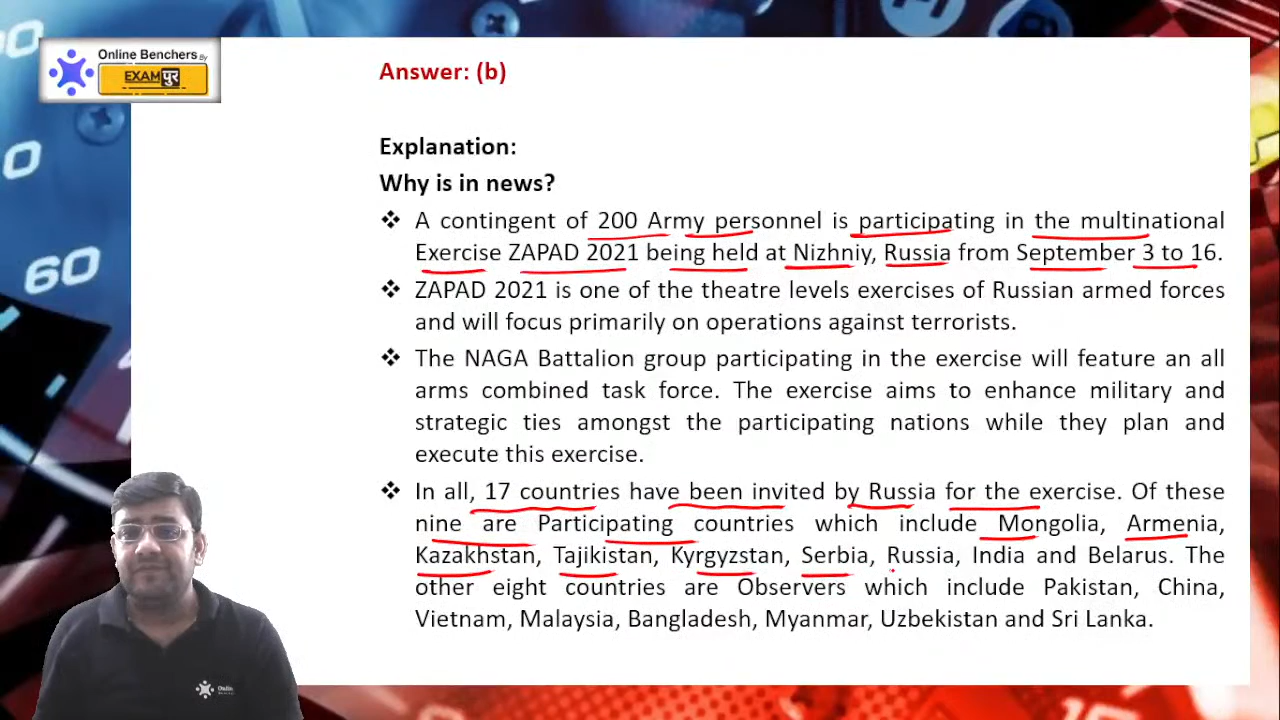 Online Benchers By
EXAMपुर
Answer: (b)
Explanation:
Why is in news?
❖ A contingent of 200 Army personnel is participating in the multinational
Exercise ZAPAD 2021 being held at Nizhniy, Russia from September 3 to 16.
❖ ZAPAD 2021 is one of the theatre levels exercises of Russian armed forces
and will focus primarily on operations against terrorists.
❖ The NAGA Battalion group participating in the exercise will feature an all
arms combined task force. The exercise aims to enhance military and
strategic ties amongst the participating nations while they plan and
execute this exercise.
❖ In all, 17 countries have been invited by Russia for the exercise. Of these
nine are Participating countries which include Mongolia, Armenia,
Kazakhstan, Tajikistan, Kyrgyzstan, Serbia, Russia, India and Belarus. The
other eight countries are Observers which include Pakistan, China,
Vietnam, Malaysia, Bangladesh, Myanmar, Uzbekistan and Sri Lanka.
60